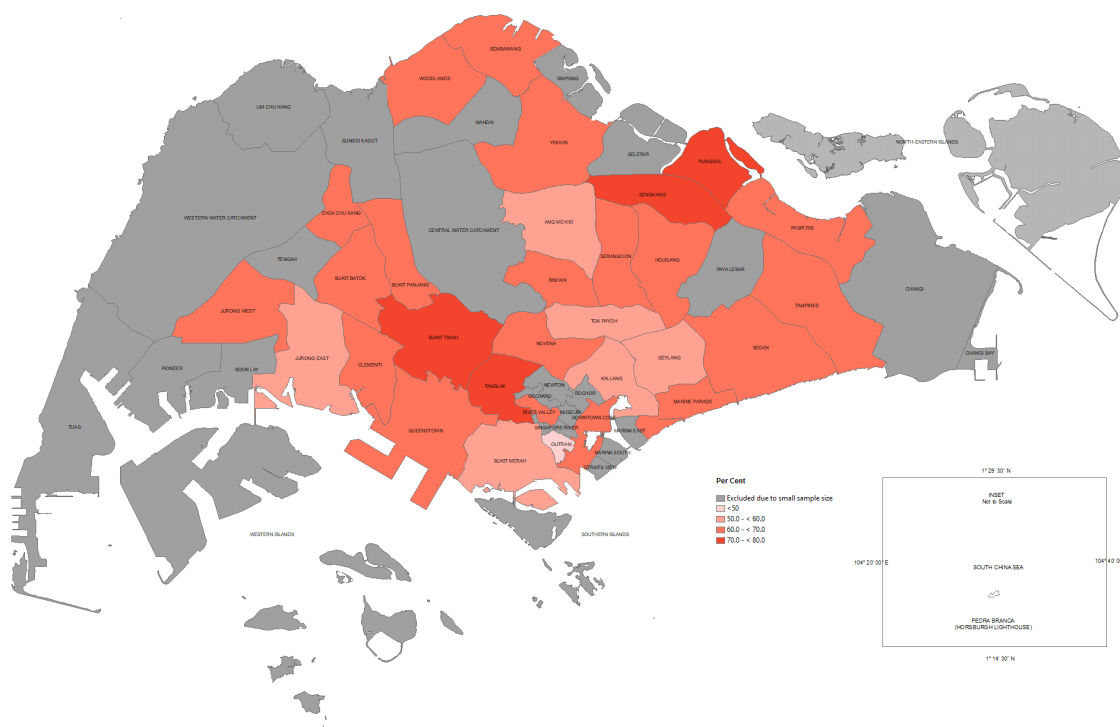 SEMBAWANG
WOODLANDS
SIMPANG
LIM CHU KANG
MANDAI
SUNGEI KADUT
YISHUN
SELETAR
NORTH-EASTERN ISLANDS
PUNGGOL
SENGKANG
WESTERN WATER CATCHMENT
CHOA CHU KANG
ANG MO KIO
CENTRAL WATER CATCHMENT
PASIR RIS
TENGAH
SERANGOON
HOUGANG
PAYA LEBAR
BUKIT BATOK
BUKIT PANJANG
BISHAN
CHANGI
JURONG WEST
TAMPINES
TOA PAYOH
BUKIT TIMAH
NOVENA
BEDOK
CHANGI BAY
JURONG EAST
GEYLANG
PIONEER
BOON LAY
CLEMENTI
KALLANG
TANGLIN
NEWTON
ROCHOR
ORCHARD
MARINE PARADE
RIVER VALLEY
MUSEUM
DOWNTOWN CORE
TUAS
QUEENSTOWN
SINGAPORE RIVER
MARINA EAST
OUTRAM
MARINA SOUTH
BUKIT MERAH
STRAITS VIEW
WESTERN ISLANDS
SOUTHERN ISLANDS
Per Cent
Excluded due to small sample size
<50
50.0 - < 60.0
60.0 - < 70.0
70.0 - < 80.0
1° 29' 30" N
INSET
Not to Scale
104° 20' 00" E
SOUTH CHINA SEA
104° 40' 0
PEDRA BRANCA
(HORSBURGH LIGHTHOUSE)
1° 14' 30" N